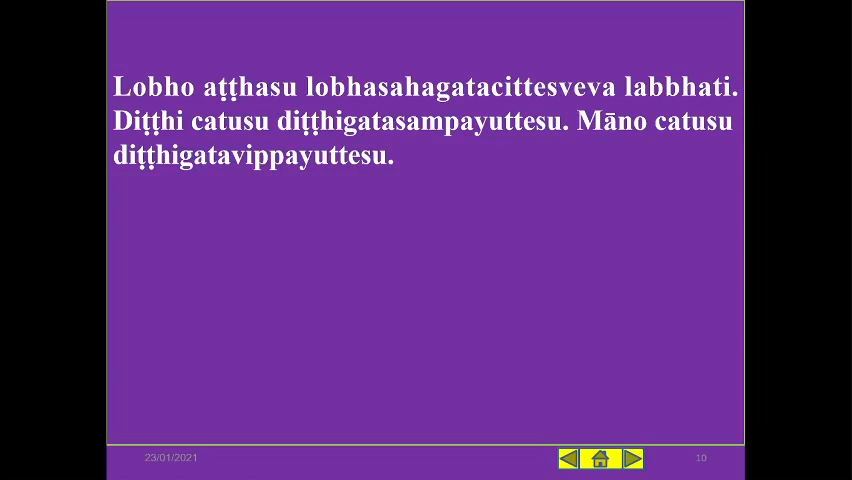 Lobho aṭṭhasu lobhasahagatacittesveva labbhati.
Diṭṭhi catusu diṭṭhigatasampayuttesu. Māno catusu
diṭṭhigatavippayuttesu.
23/01/2021
10